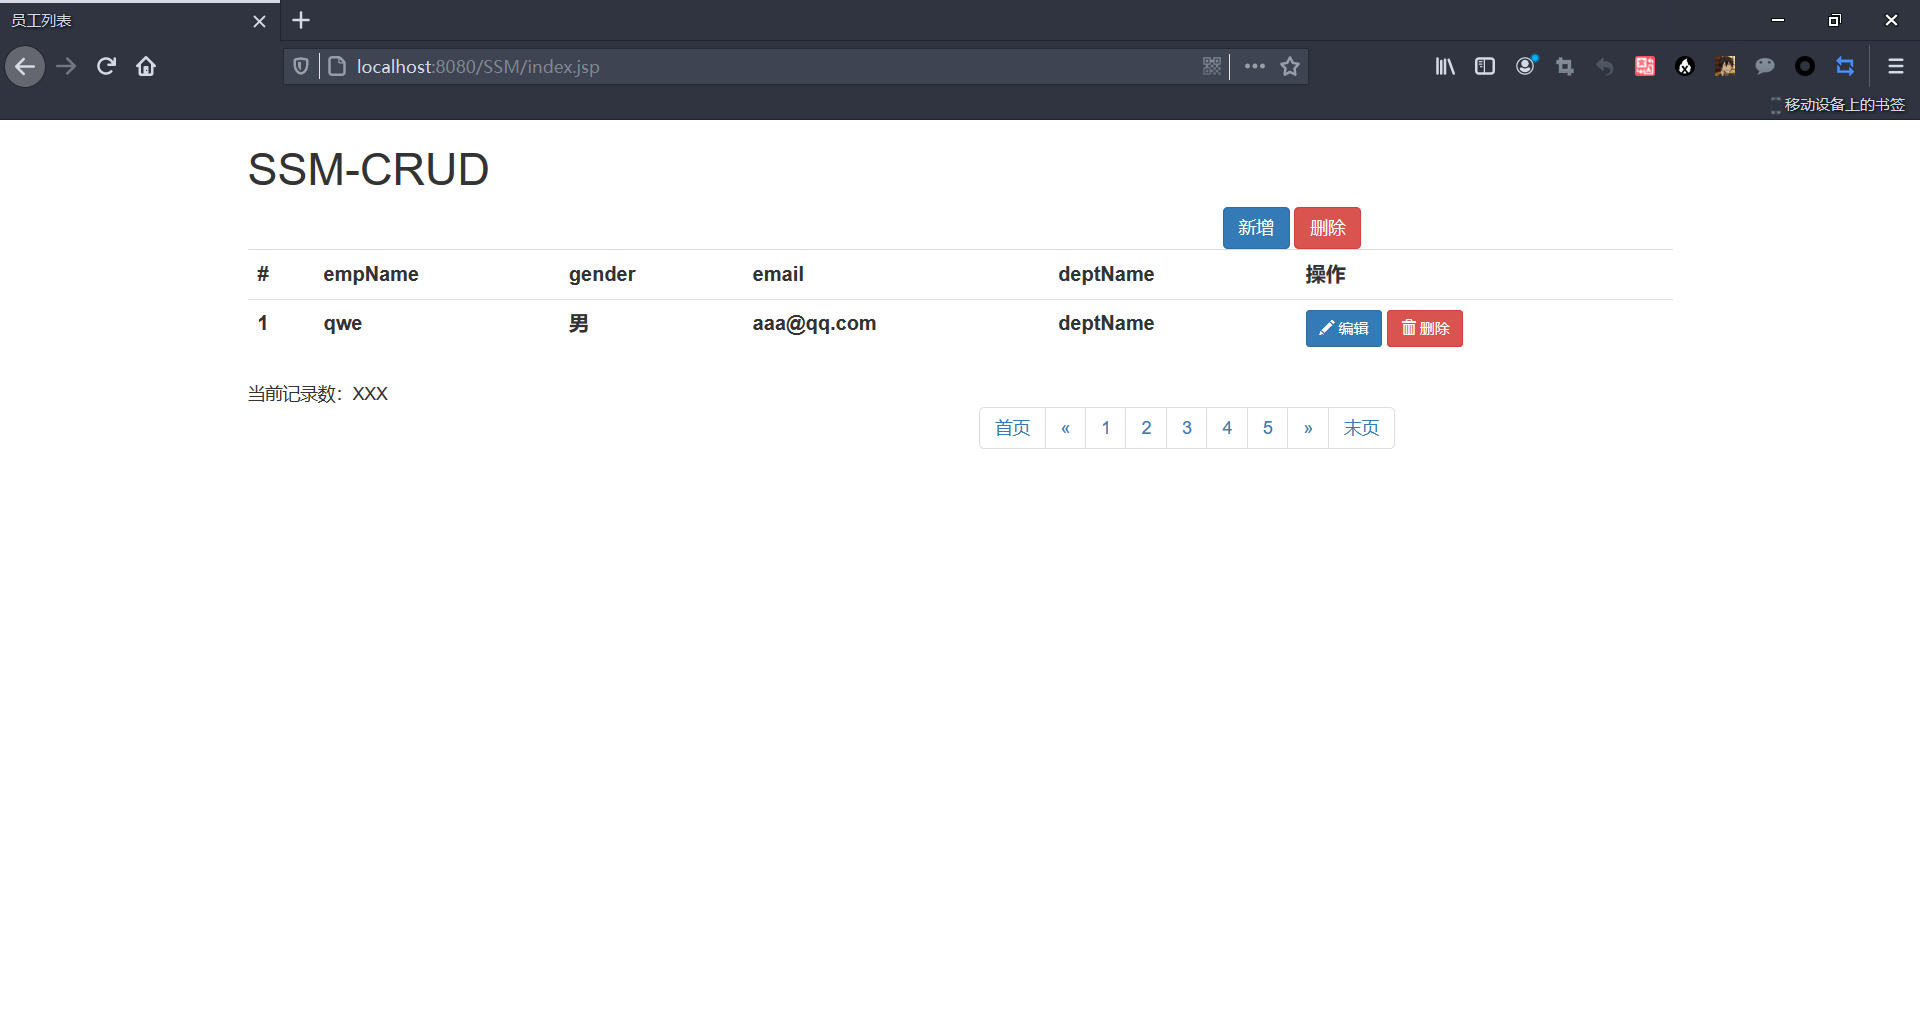 员工列表
localhost:8080/SSM/index.jsp
移动设备上的书签
SSM-CRUD
新增 删除
# empName gender email deptName 操作
1 qwe 男 aaa@qq.com deptName 编辑 删除
当前记录数：XXX
首页 « 1 2 3 4 5 » 末页